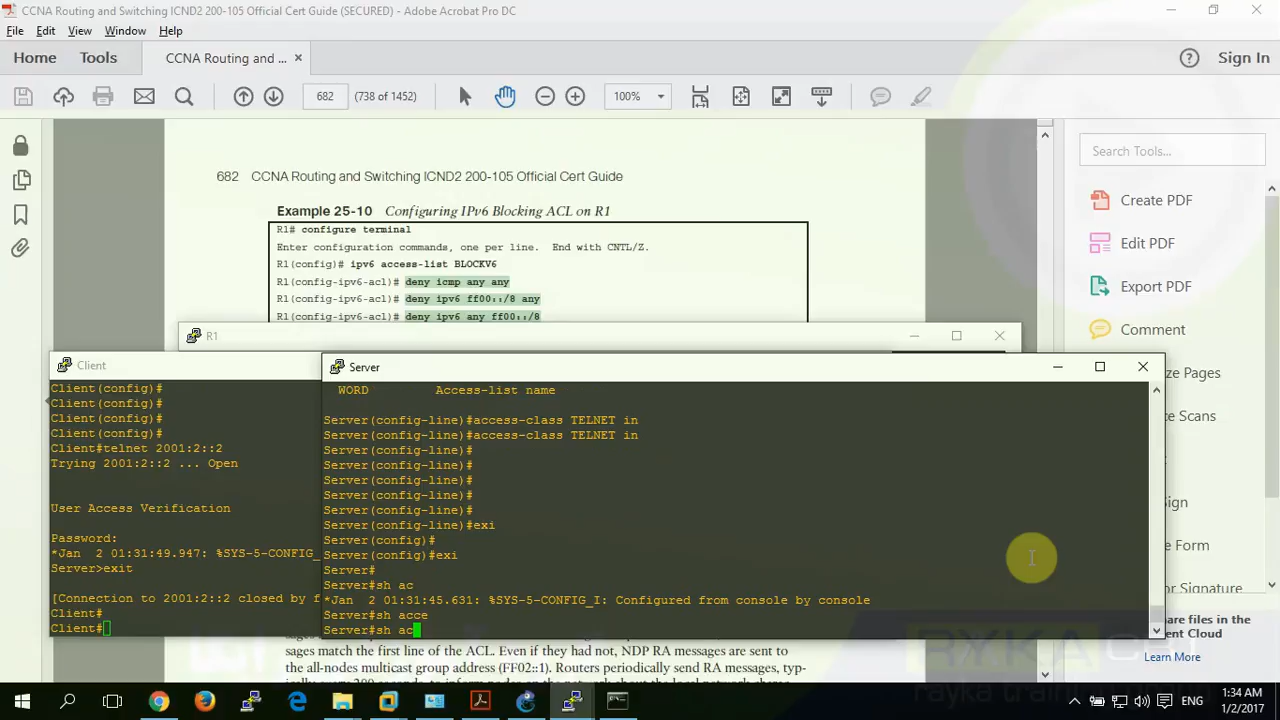 CCNA Routing and Switching ICND2 200-105 Official Cert Guide (SECURED) - Adobe Acrobat Pro DC
File Edit View Window Help
Home Tools CCNA Routing and ... × Sign In
682 (738 of 1452) 100%
Search Tools...
Create PDF
Edit PDF
Export PDF
Comment
Pages
Scans
ign
Form
Signature
files in the
ent Cloud
Learn More
682 CCNA Routing and Switching ICND2 200-105 Official Cert Guide
Example 25-10 Configuring IPv6 Blocking ACL on R1
R1# configure terminal
Enter configuration commands, one per line. End with CNTL/Z.
R1(config)# ipv6 access-list BLOCKV6
R1(config-ipv6-acl)# deny icmp any any
R1(config-ipv6-acl)# deny ipv6 ff00::/8 any
R1(config-ipv6-acl)# deny ipv6 any ff00::/8
R1
Client
Client(config)#
Client(config)#
Client(config)#
Client(config)#
Client#telnet 2001:2::2
Trying 2001:2::2 ... Open
User Access Verification
Password:
*Jan 2 01:31:49.947: %SYS-5-CONFIG_
Server>exit
[Connection to 2001:2::2 closed by f
Client#
Client#
Server
WORD Access-list name
Server(config-line)#access-class TELNET in
Server(config-line)#access-class TELNET in
Server(config-line)#
Server(config-line)#
Server(config-line)#
Server(config-line)#
Server(config-line)#
Server(config-line)#exi
Server(config)#
Server(config)#exi
Server#
Server#sh ac
*Jan 2 01:31:45.631: %SYS-5-CONFIG_I: Configured from console by console
Server#sh acce
Server#sh ac
sages match the first line of the ACL. Even if they had not, NDP RA messages are sent to
the all-nodes multicast group address (FF02::1). Routers periodically send RA messages, typ-
1:34 AM
1/2/2017